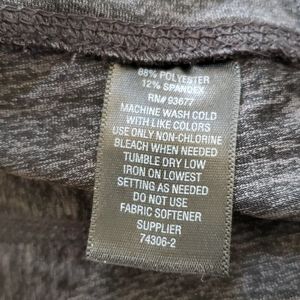 88% POLYESTER
12% SPANDEX
RN# 93677
MACHINE WASH COLD
WITH LIKE COLORS
USE ONLY NON-CHLORINE
BLEACH WHEN NEEDED
TUMBLE DRY LOW
IRON ON LOWEST
SETTING AS NEEDED
DO NOT USE
FABRIC SOFTENER
SUPPLIER
74306-2